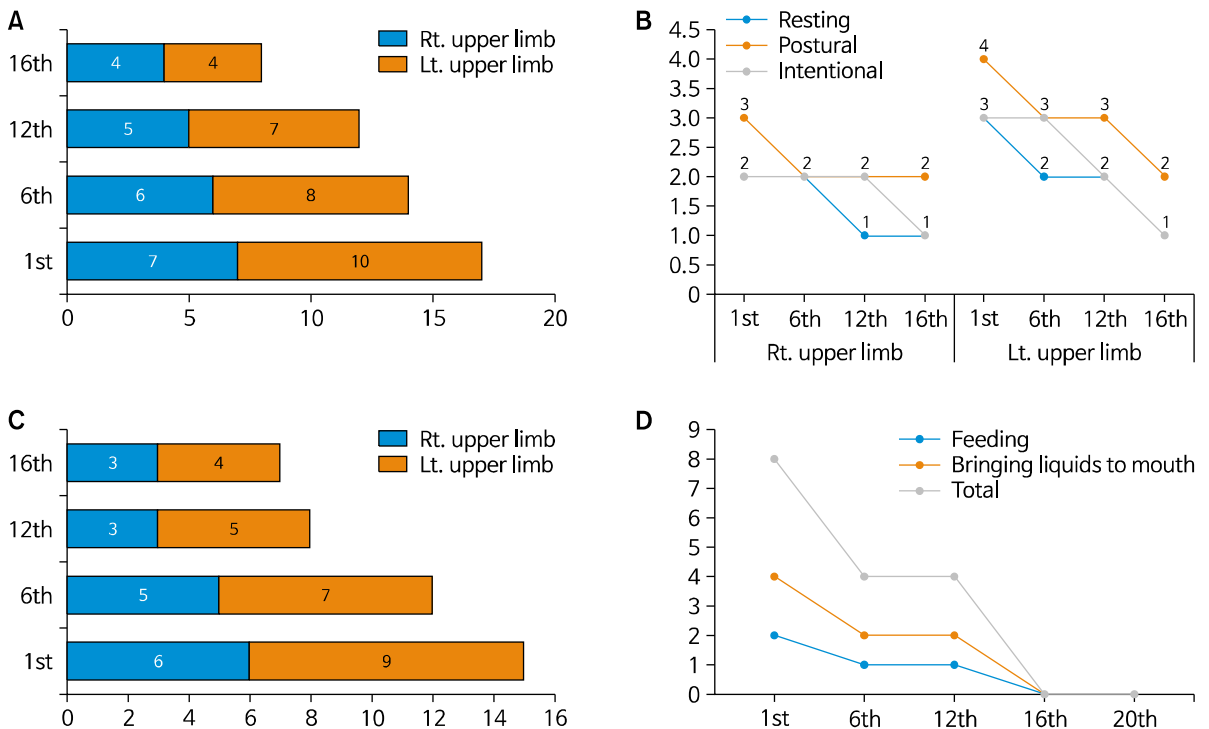 A
Rt. upper limb
Lt. upper limb
16th
4 4
12th
5 7
6th
6 8
1st
7 10
0 5 10 15 20
B
Resting
Postural
Intentional
4.5
4.0
3.5
3.0
2.5
2.0
1.5
1.0
0.5
0
3 2 2 2 1 2 1
4 3 3 2 3 2 2 1
1st 6th 12th 16th 1st 6th 12th 16th
Rt. upper limb Lt. upper limb
C
Rt. upper limb
Lt. upper limb
16th
3 4
12th
3 5
6th
5 7
1st
6 9
0 2 4 6 8 10 12 14 16
D
Feeding
Bringing liquids to mouth
Total
9
8
7
6
5
4
3
2
1
0
1st 6th 12th 16th 20th